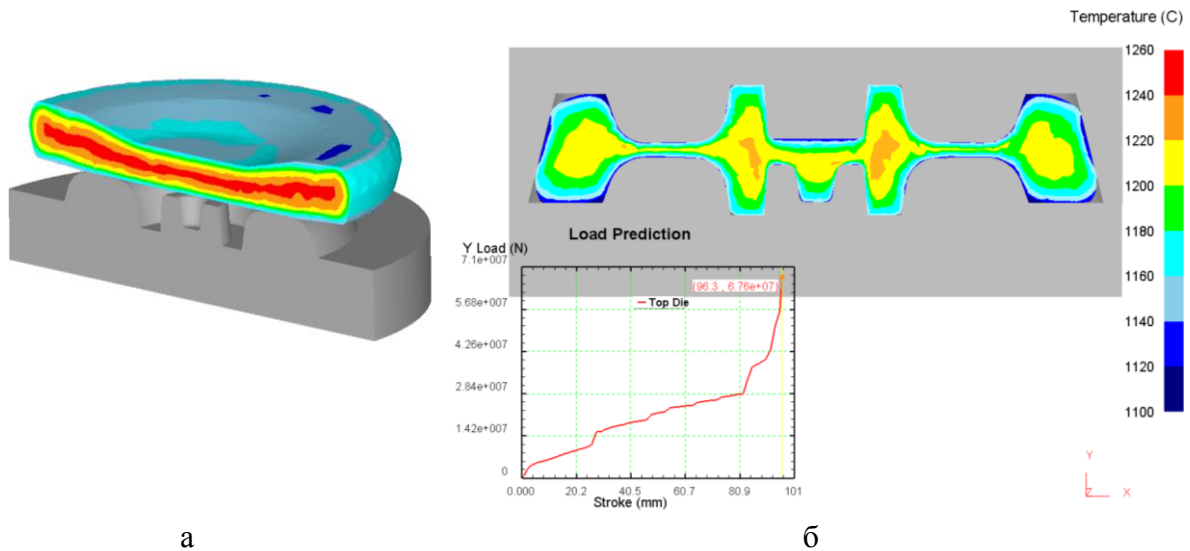 Temperature (C)
1260
1240
1220
1200
1180
1160
1140
1120
1100
Load Prediction
Y Load (N)
7.1e+007
5.68e+007
4.26e+007
2.84e+007
1.42e+007
0
(96.3 , 6.76e+07)
Top Die
0.000 20.2 40.5 60.7 80.9 101
Stroke (mm)
Y
Z X
а б